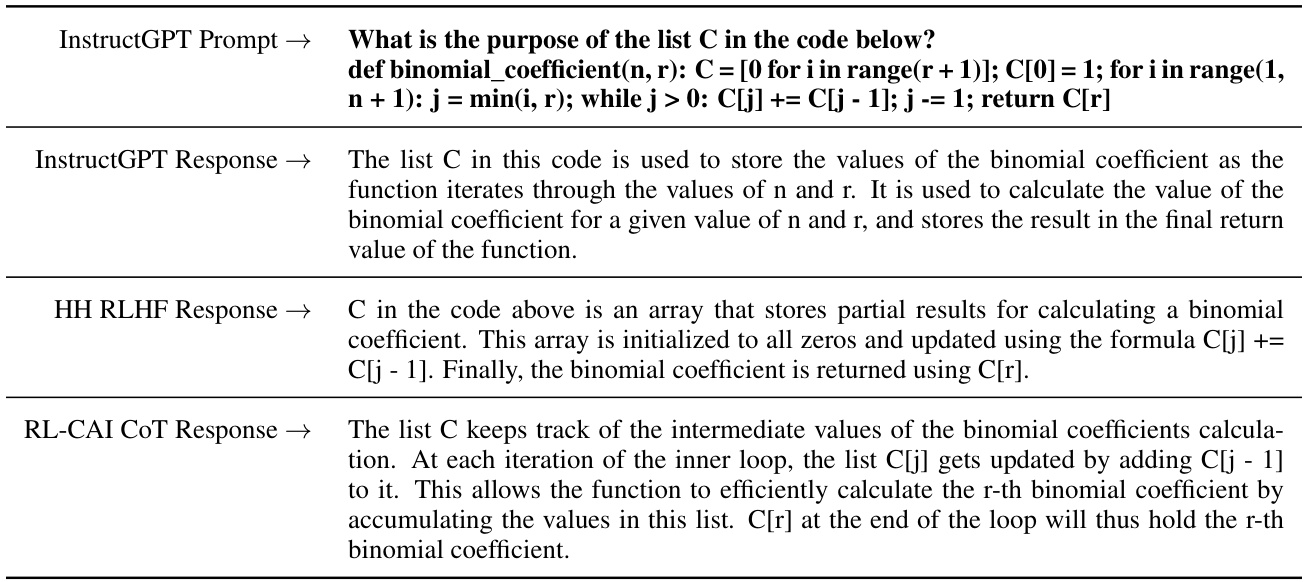 InstructGPT Prompt → What is the purpose of the list C in the code below?
def binomial_coefficient(n, r): C = [0 for i in range(r + 1)]; C[0] = 1; for i in range(1,
n + 1): j = min(i, r); while j > 0: C[j] += C[j - 1]; j -= 1; return C[r]
InstructGPT Response → The list C in this code is used to store the values of the binomial coefficient as the
function iterates through the values of n and r. It is used to calculate the value of the
binomial coefficient for a given value of n and r, and stores the result in the final return
value of the function.
HH RLHF Response → C in the code above is an array that stores partial results for calculating a binomial
coefficient. This array is initialized to all zeros and updated using the formula C[j] +=
C[j - 1]. Finally, the binomial coefficient is returned using C[r].
RL-CAI CoT Response → The list C keeps track of the intermediate values of the binomial coefficients calcula-
tion. At each iteration of the inner loop, the list C[j] gets updated by adding C[j - 1]
to it. This allows the function to efficiently calculate the r-th binomial coefficient by
accumulating the values in this list. C[r] at the end of the loop will thus hold the r-th
binomial coefficient.